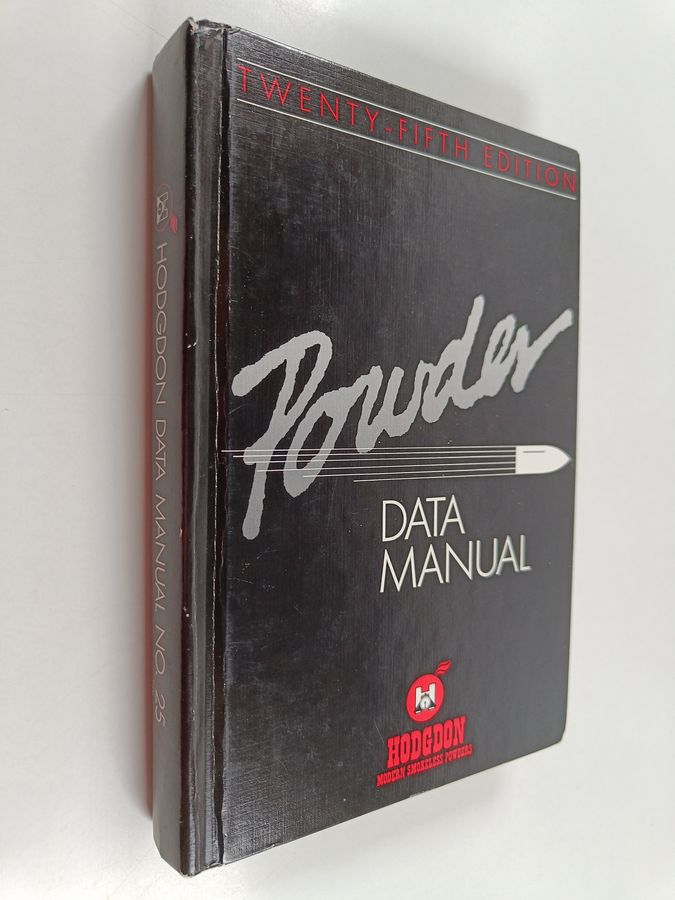 TWENTY-FIFTH EDITION
Powder
DATA
MANUAL
HODGDON
MODERN SMOKELESS POWDERS
HODGDON DATA MANUAL NO. 25